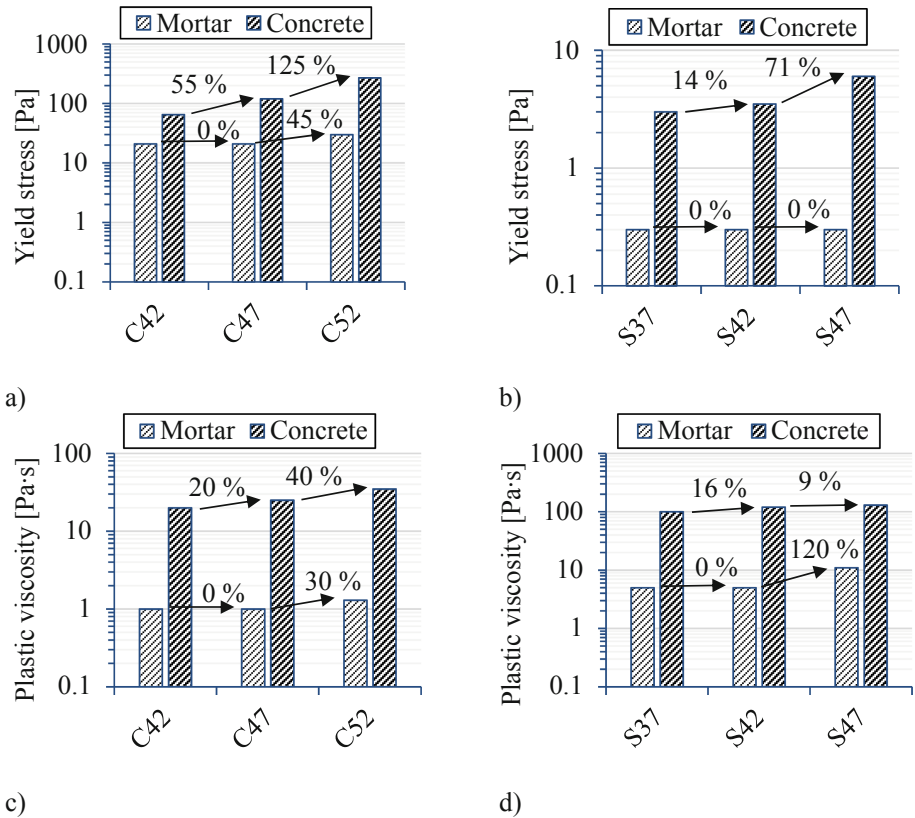 Mortar Concrete
Yield stress [Pa]
1000
100
10
1
0.1
55 %
125 %
0 %
45 %
C42
C47
C52
a)
Mortar Concrete
Yield stress [Pa]
10
1
0.1
14 %
71 %
0 %
0 %
S37
S42
S47
b)
Mortar Concrete
Plastic viscosity [Pa·s]
100
10
1
0.1
20 %
40 %
0 %
30 %
C42
C47
C52
c)
Mortar Concrete
Plastic viscosity [Pa·s]
1000
100
10
1
0.1
16 %
9 %
0 %
120 %
S37
S42
S47
d)